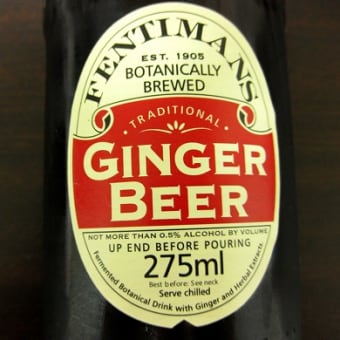 FENTIMANS
EST. 1905
BOTANICALLY
BREWED
TRADITIONAL
GINGER
BEER
NOT MORE THAN 0.5% ALCOHOL BY VOLUME
UP END BEFORE POURING
275ml
Best before: See neck
Serve chilled
Fermented Botanical Drink with Ginger and Herbal Extracts